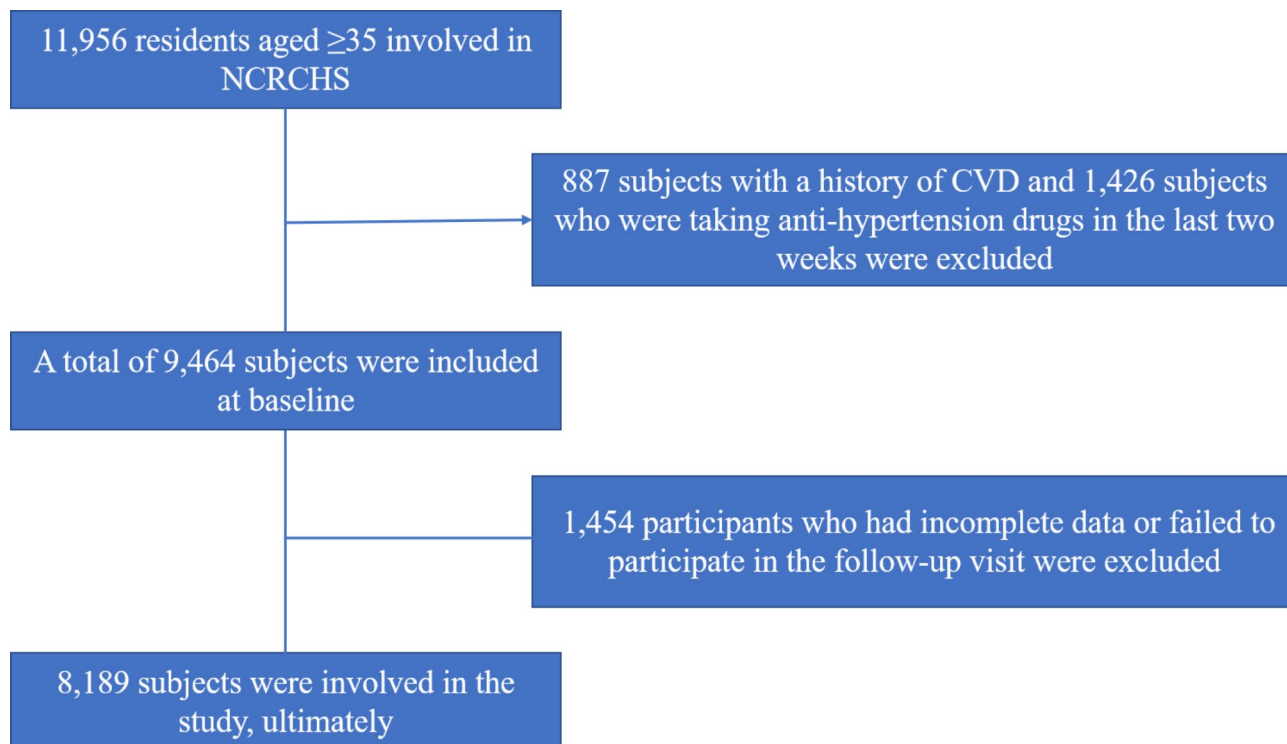 11,956 residents aged ≥35 involved in
NCRCHS
887 subjects with a history of CVD and 1,426 subjects
who were taking anti-hypertension drugs in the last two
weeks were excluded
A total of 9,464 subjects were included
at baseline
1,454 participants who had incomplete data or failed to
participate in the follow-up visit were excluded
8,189 subjects were involved in the
study, ultimately